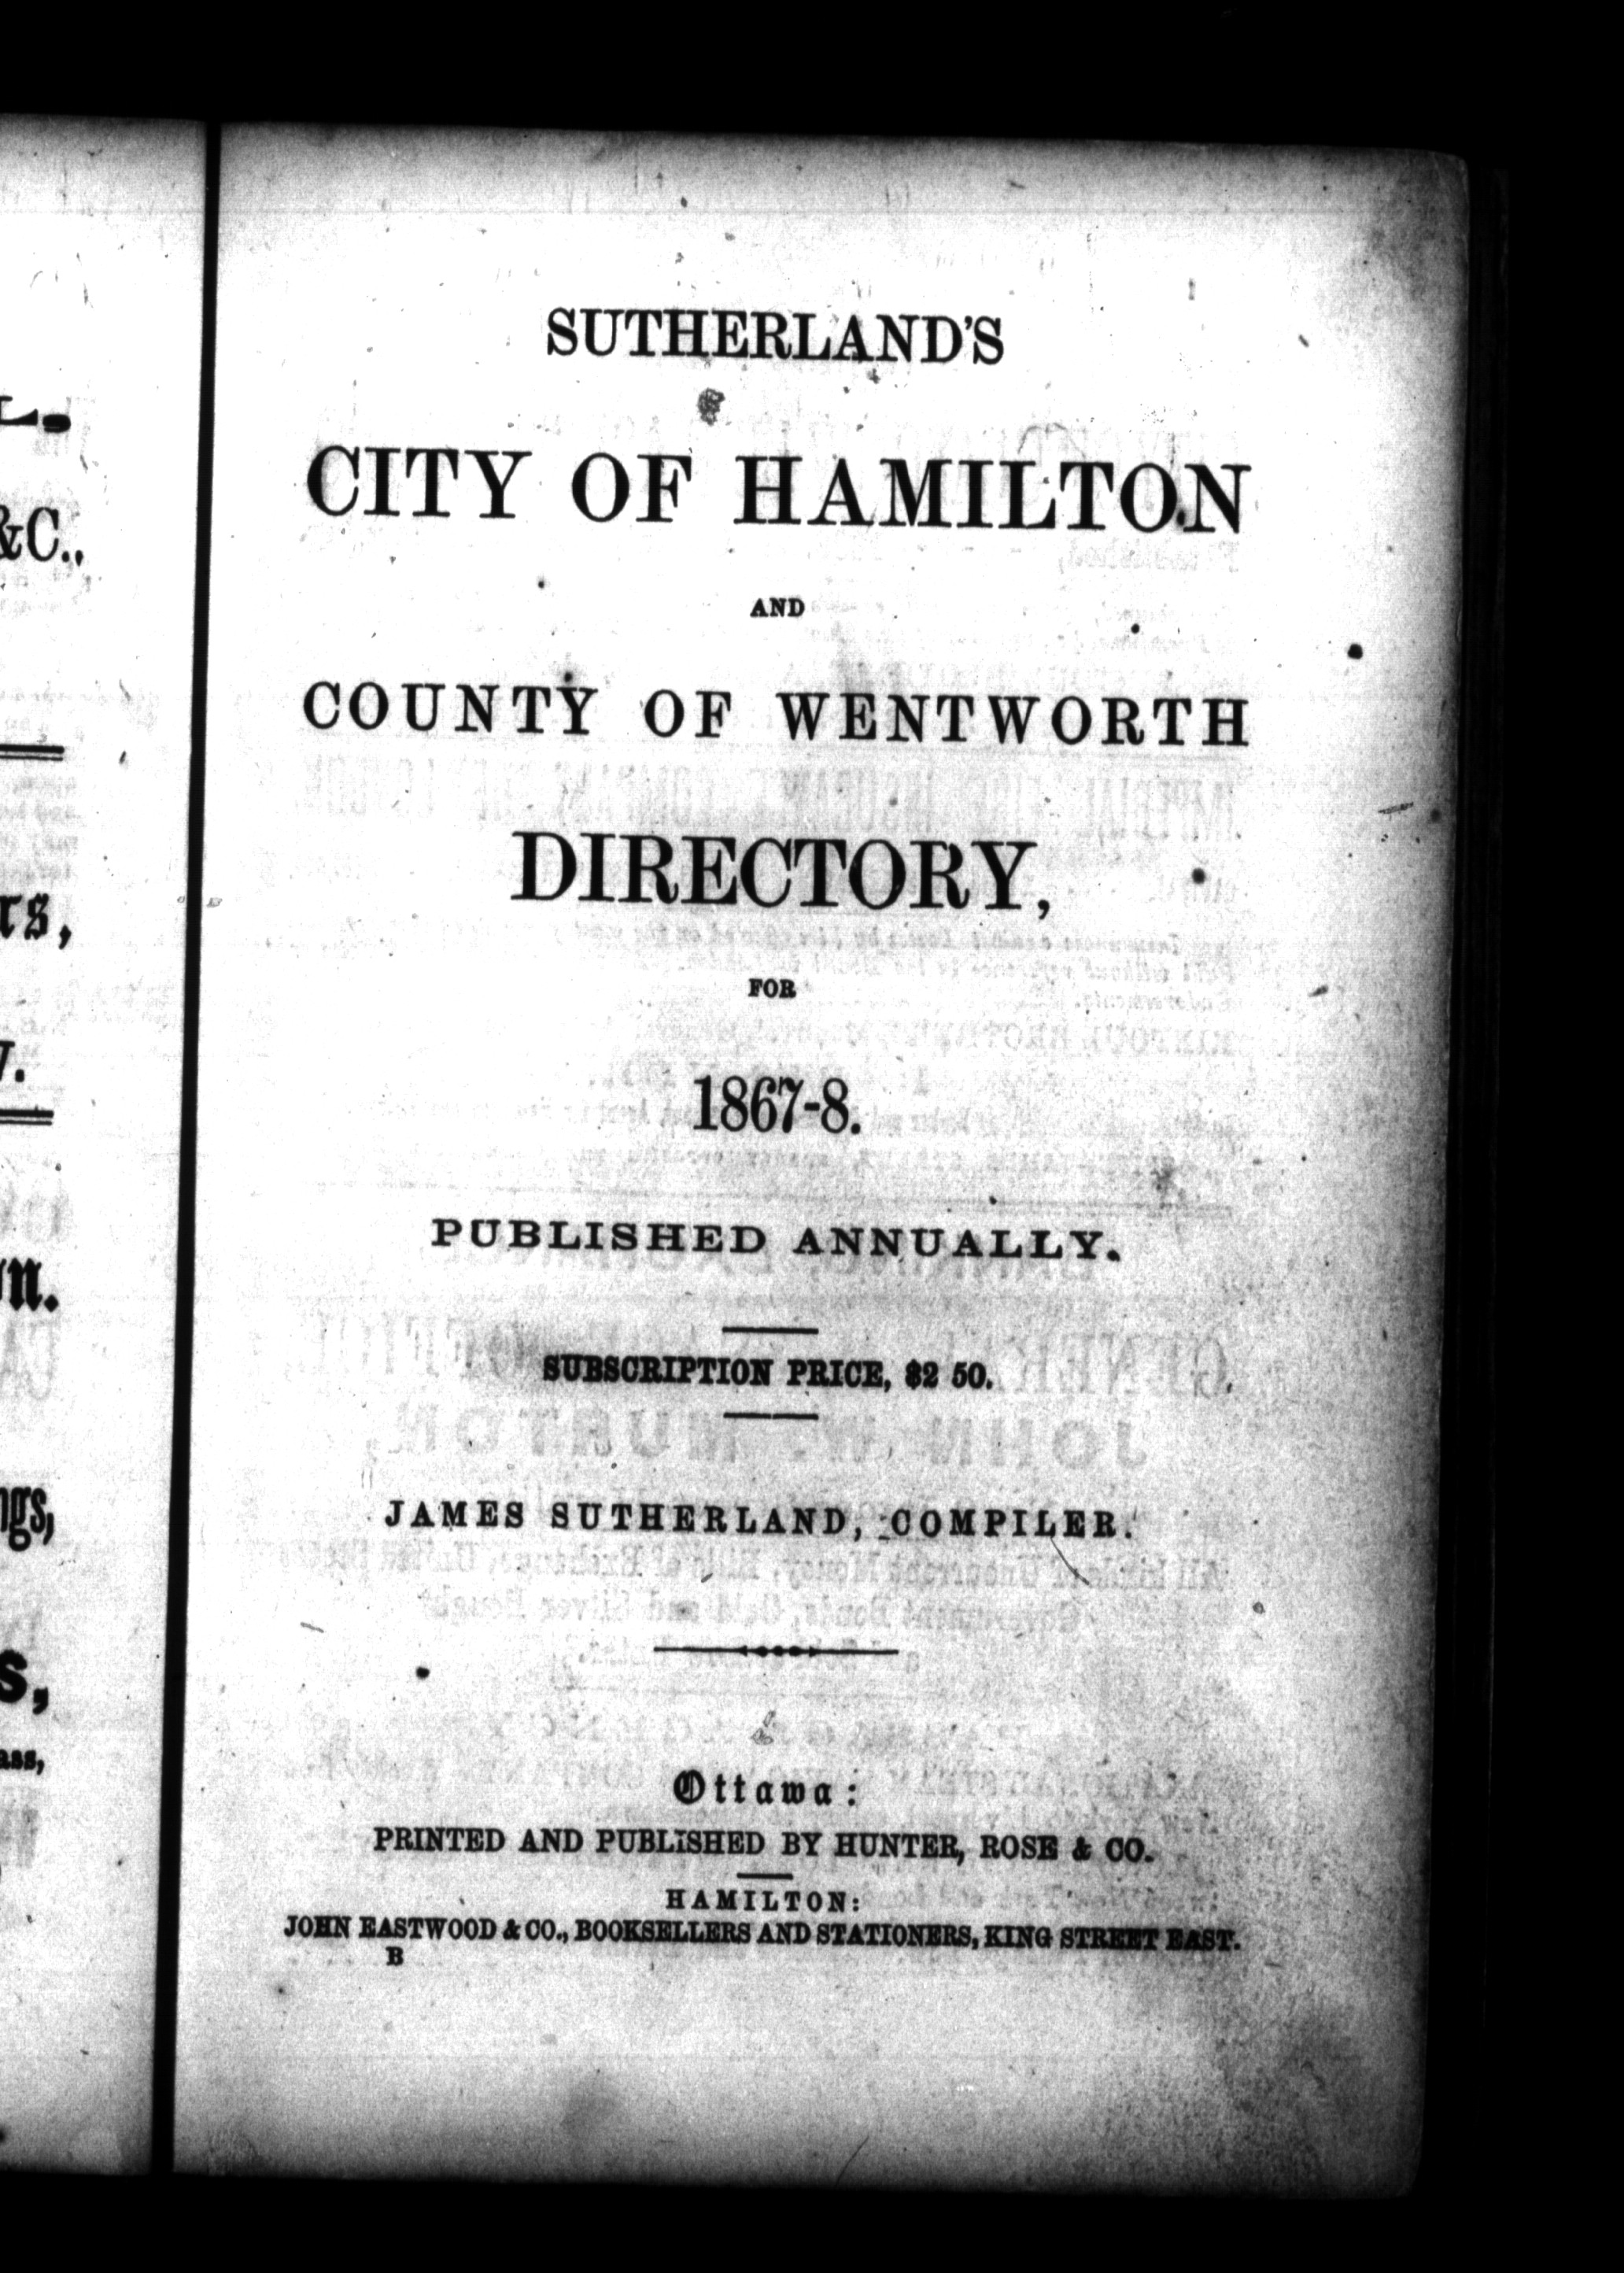 SUTHERLAND'S
CITY OF HAMILTON
AND
COUNTY OF WENTWORTH
DIRECTORY,
FOR
1867-8.
PUBLISHED ANNUALLY.
SUBSCRIPTION PRICE, $2 50.
JAMES SUTHERLAND, COMPILER.
Ottawa:
PRINTED AND PUBLISHED BY HUNTER, ROSE & CO.
HAMILTON:
JOHN EASTWOOD & CO., BOOKSELLERS AND STATIONERS, KING STREET EAST.
B